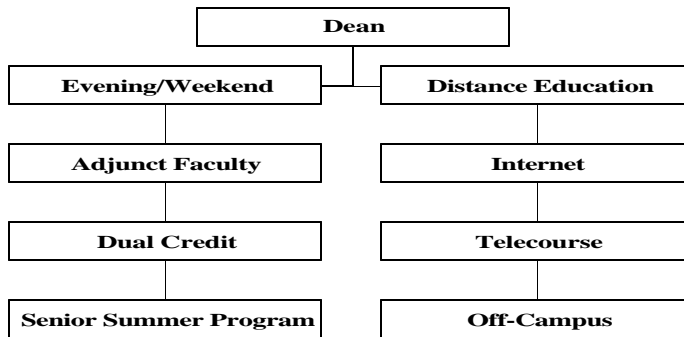 Dean
Evening/Weekend
Distance Education
Adjunct Faculty
Internet
Dual Credit
Telecourse
Senior Summer Program
Off-Campus